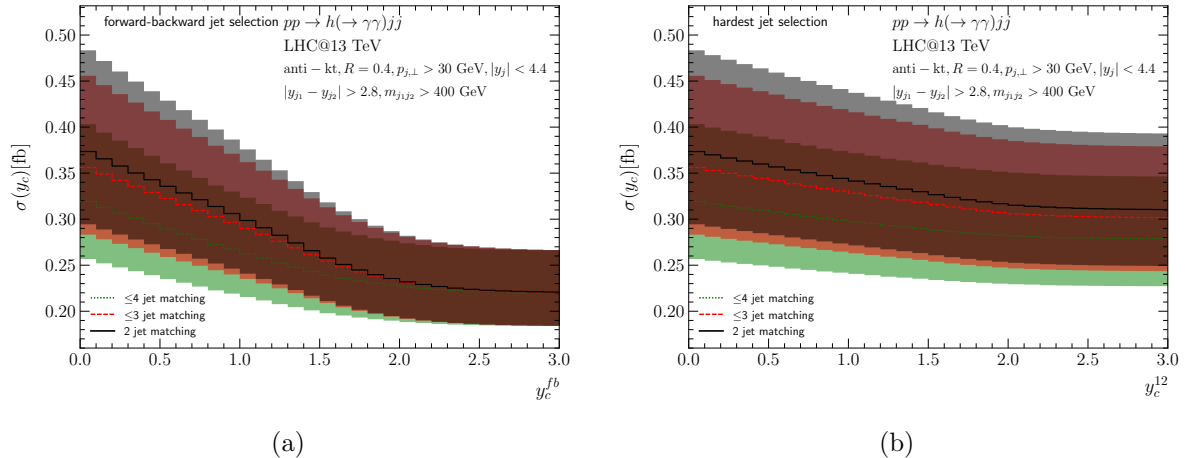 forward-backward jet selection pp → h(→ γγ)jj
LHC@13 TeV
anti − kt, R = 0.4, p_{j,⊥} > 30 GeV, |y_j| < 4.4
|y_{j1} − y_{j2}| > 2.8, m_{j1j2} > 400 GeV
0.50
0.45
0.40
0.35
0.30
0.25
0.20
σ(y_c)[fb]
≤4 jet matching
≤3 jet matching
2 jet matching
0.0 0.5 1.0 1.5 2.0 2.5 3.0
y_c^{fb}
(a)
hardest jet selection pp → h(→ γγ)jj
LHC@13 TeV
anti − kt, R = 0.4, p_{j,⊥} > 30 GeV, |y_j| < 4.4
|y_{j1} − y_{j2}| > 2.8, m_{j1j2} > 400 GeV
0.50
0.45
0.40
0.35
0.30
0.25
0.20
σ(y_c)[fb]
≤4 jet matching
≤3 jet matching
2 jet matching
0.0 0.5 1.0 1.5 2.0 2.5 3.0
y_c^{12}
(b)